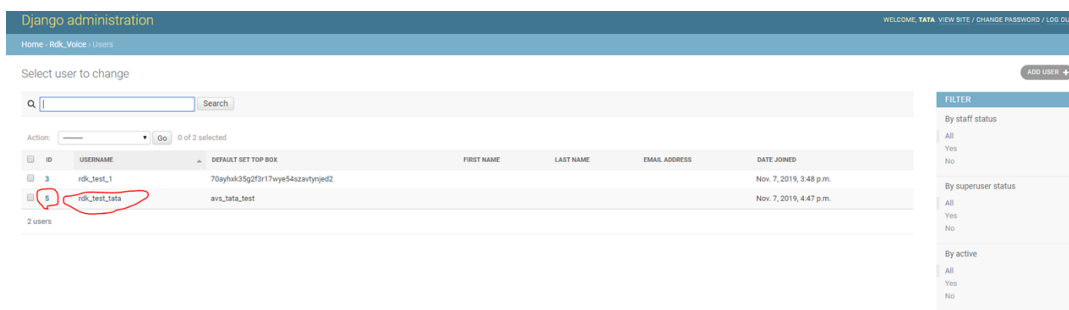 Django administration
WELCOME, TATA. VIEW SITE / CHANGE PASSWORD / LOG OU
Home › Rdk_Voice › Users
Select user to change
ADD USER +
Search
FILTER
By staff status
All
Yes
No
By superuser status
All
Yes
No
By active
All
Yes
No
Action: --------- Go 0 of 2 selected
ID USERNAME DEFAULT SET TOP BOX FIRST NAME LAST NAME EMAIL ADDRESS DATE JOINED
3 rdk_test_1 70ayhxk35g2f3r17wye54szavtynjed2 Nov. 7, 2019, 3:48 p.m.
5 rdk_test_tata avs_tata_test Nov. 7, 2019, 4:47 p.m.
2 users